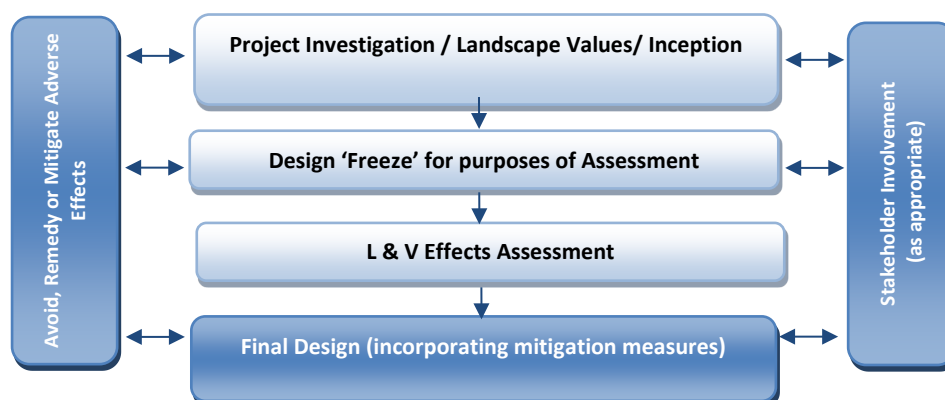 Avoid, Remedy or Mitigate Adverse
Effects
Project Investigation / Landscape Values/ Inception
Design ‘Freeze’ for purposes of Assessment
L & V Effects Assessment
Final Design (incorporating mitigation measures)
Stakeholder Involvement
(as appropriate)